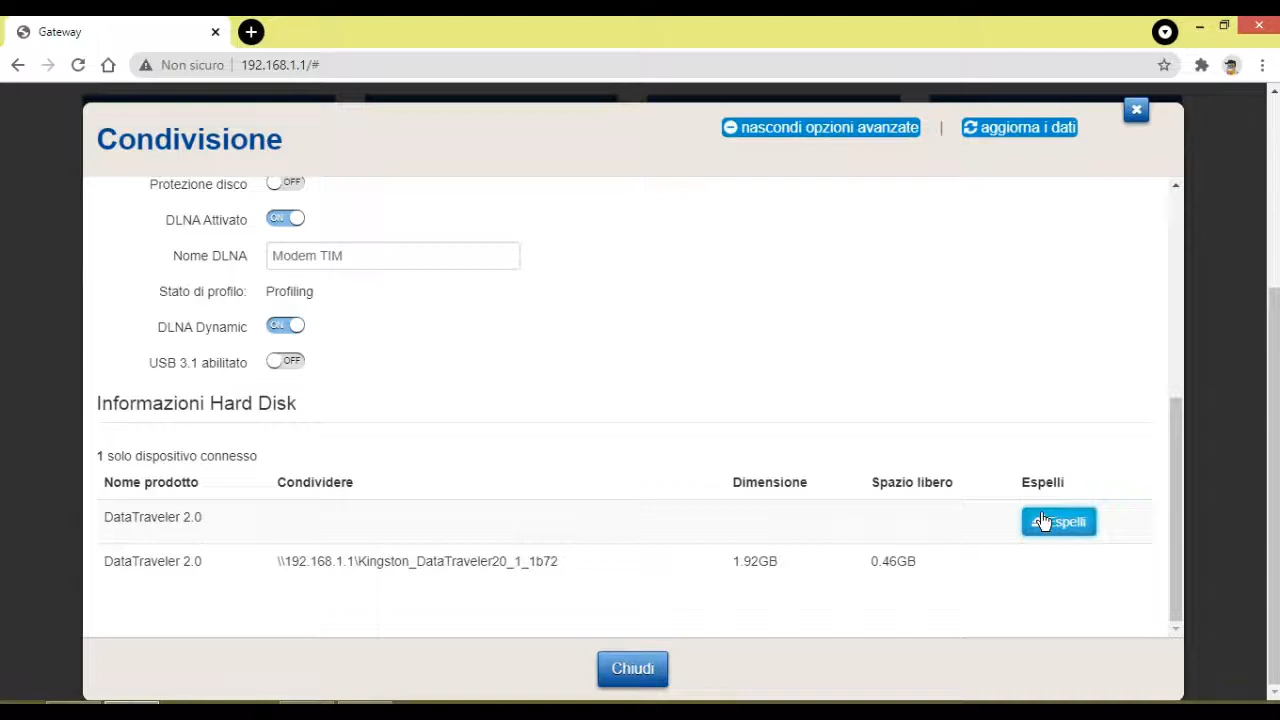 Gateway
Non sicuro 192.168.1.1/#
Condivisione
nascondi opzioni avanzate | aggiorna i dati
Protezione disco OFF
DLNA Attivato ON
Nome DLNA Modem TIM
Stato di profilo: Profiling
DLNA Dynamic ON
USB 3.1 abilitato OFF
Informazioni Hard Disk
1 solo dispositivo connesso
Nome prodotto Condividere Dimensione Spazio libero Espelli
DataTraveler 2.0 Espelli
DataTraveler 2.0 \\192.168.1.1\Kingston_DataTraveler20_1_1b72 1.92GB 0.46GB
Chiudi